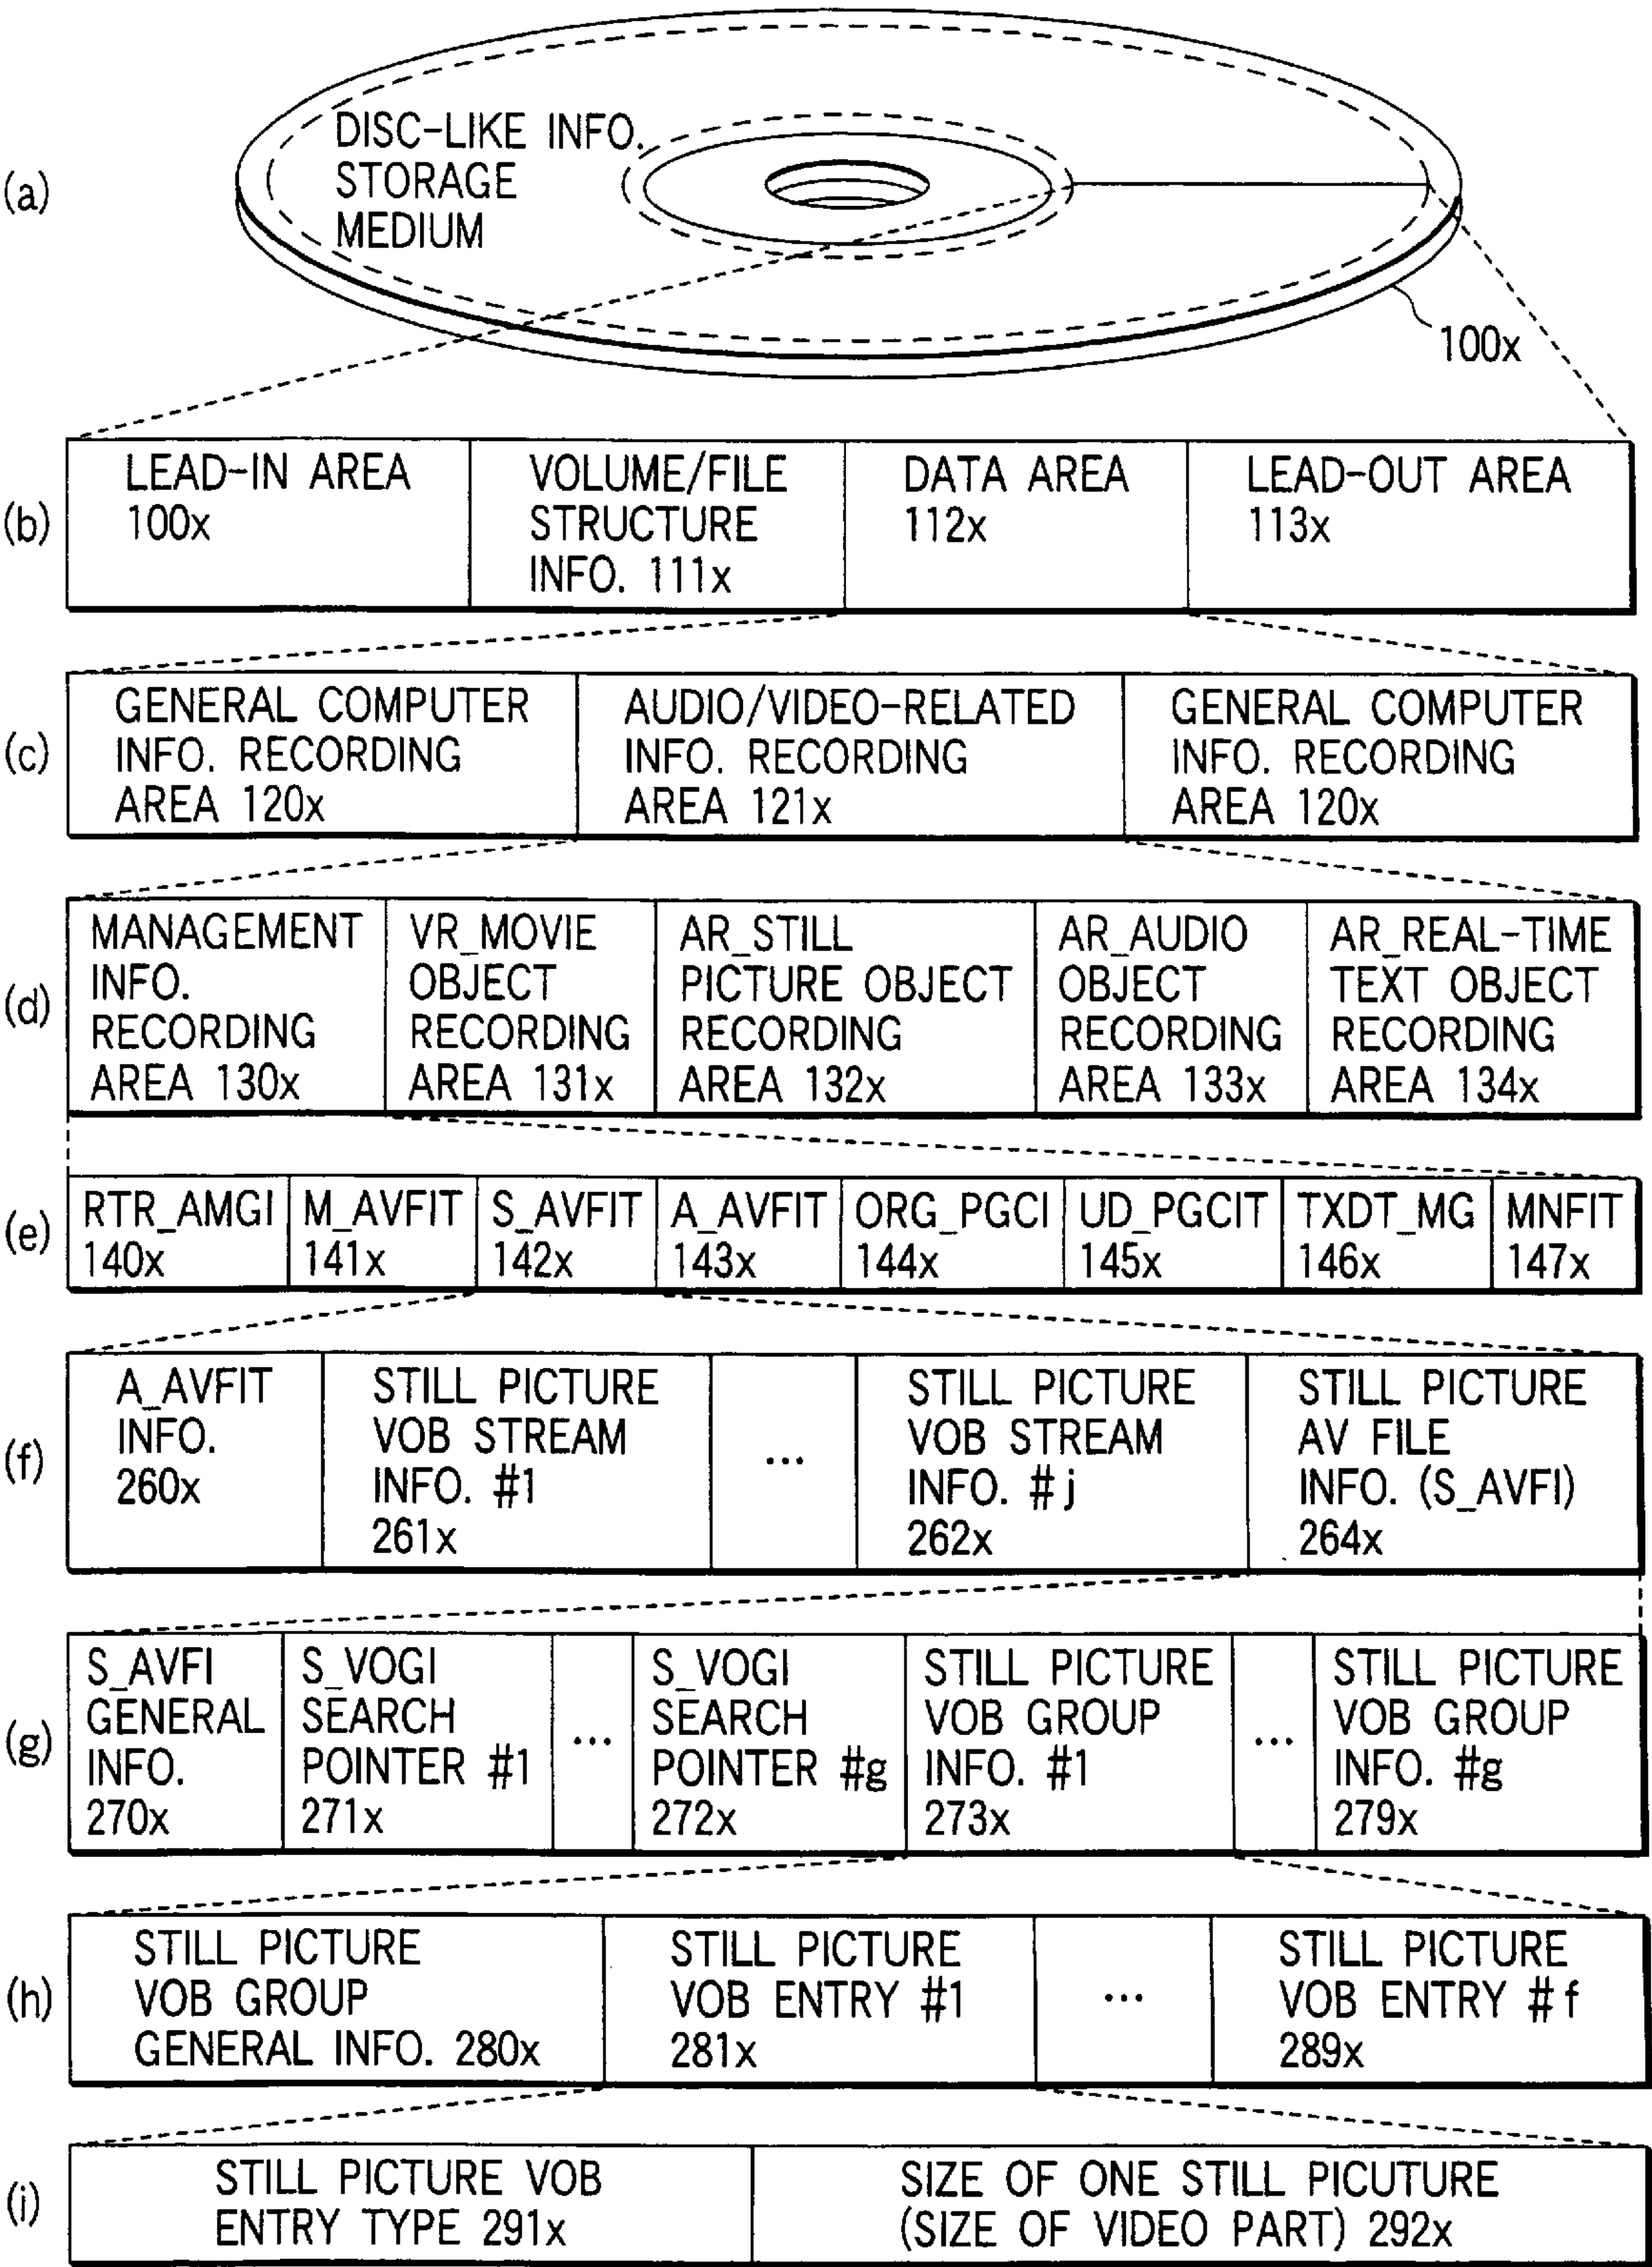 (a)
DISC-LIKE INFO.
STORAGE
MEDIUM
100x
(b)
LEAD-IN AREA
100x
VOLUME/FILE
STRUCTURE
INFO. 111x
DATA AREA
112x
LEAD-OUT AREA
113x
(c)
GENERAL COMPUTER
INFO. RECORDING
AREA 120x
AUDIO/VIDEO-RELATED
INFO. RECORDING
AREA 121x
GENERAL COMPUTER
INFO. RECORDING
AREA 120x
(d)
MANAGEMENT
INFO.
RECORDING
AREA 130x
VR_MOVIE
OBJECT
RECORDING
AREA 131x
AR_STILL
PICTURE OBJECT
RECORDING
AREA 132x
AR_AUDIO
OBJECT
RECORDING
AREA 133x
AR_REAL-TIME
TEXT OBJECT
RECORDING
AREA 134x
(e)
RTR_AMGI
140x
M_AVFIT
141x
S_AVFIT
142x
A_AVFIT
143x
ORG_PGCI
144x
UD_PGCIT
145x
TXDT_MG
146x
MNFIT
147x
(f)
A_AVFIT
INFO.
260x
STILL PICTURE
VOB STREAM
INFO. #1
261x
...
STILL PICTURE
VOB STREAM
INFO. #j
262x
STILL PICTURE
AV FILE
INFO. (S_AVFI)
264x
(g)
S_AVFI
GENERAL
INFO.
270x
S_VOGI
SEARCH
POINTER #1
271x
...
S_VOGI
SEARCH
POINTER #g
272x
STILL PICTURE
VOB GROUP
INFO. #1
273x
...
STILL PICTURE
VOB GROUP
INFO. #g
279x
(h)
STILL PICTURE
VOB GROUP
GENERAL INFO. 280x
STILL PICTURE
VOB ENTRY #1
281x
...
STILL PICTURE
VOB ENTRY #f
289x
(i)
STILL PICTURE VOB
ENTRY TYPE 291x
SIZE OF ONE STILL PICUTURE
(SIZE OF VIDEO PART) 292x